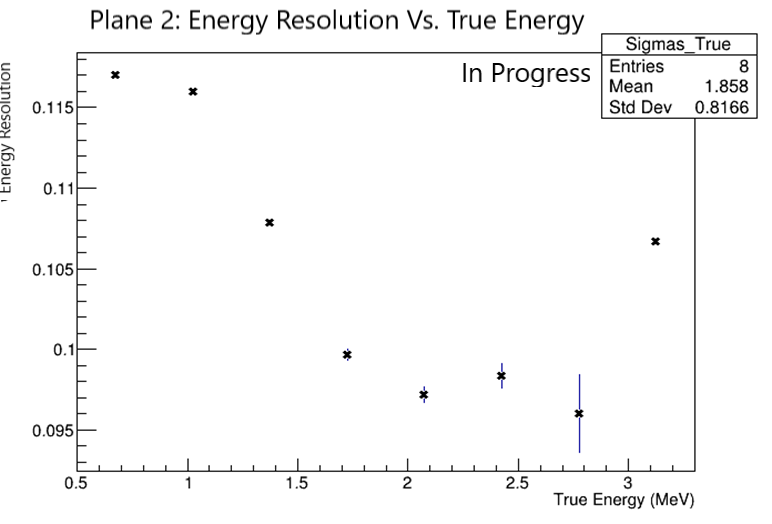 Plane 2: Energy Resolution Vs. True Energy
Sigmas_True
Entries 8
Mean 1.858
Std Dev 0.8166
In Progress
Energy Resolution
0.115
0.11
0.105
0.1
0.095
0.5 1 1.5 2 2.5 3
True Energy (MeV)